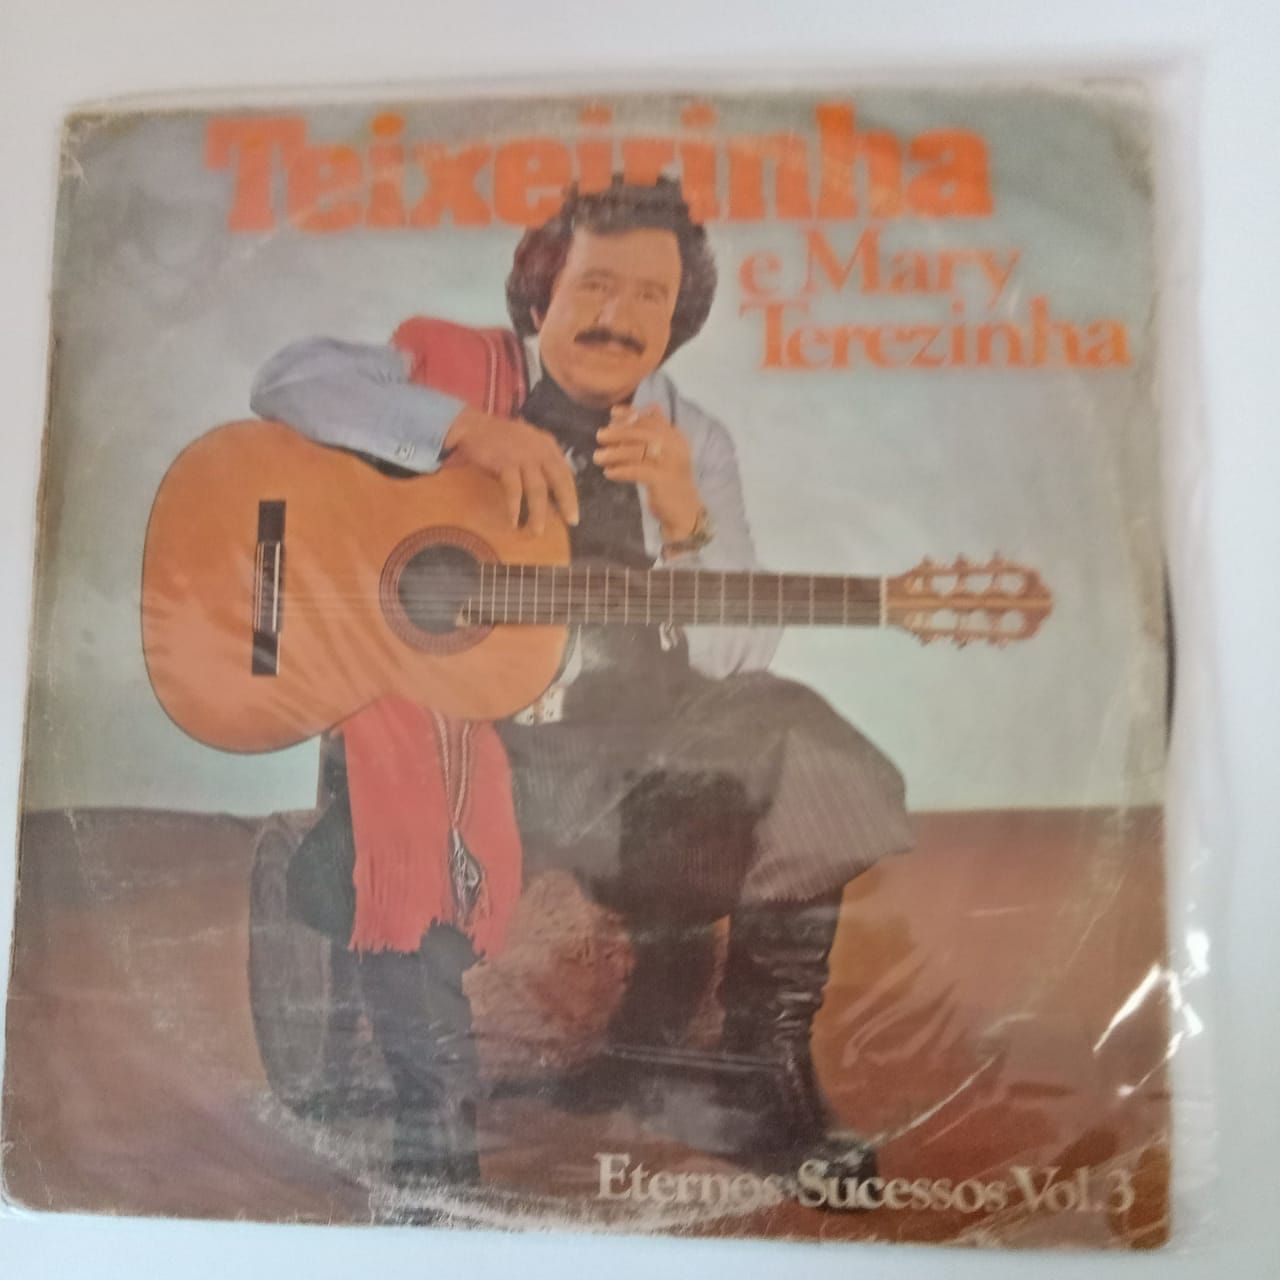 Teixeirinha
e Mary
Terezinha
Eternos Sucessos Vol. 3